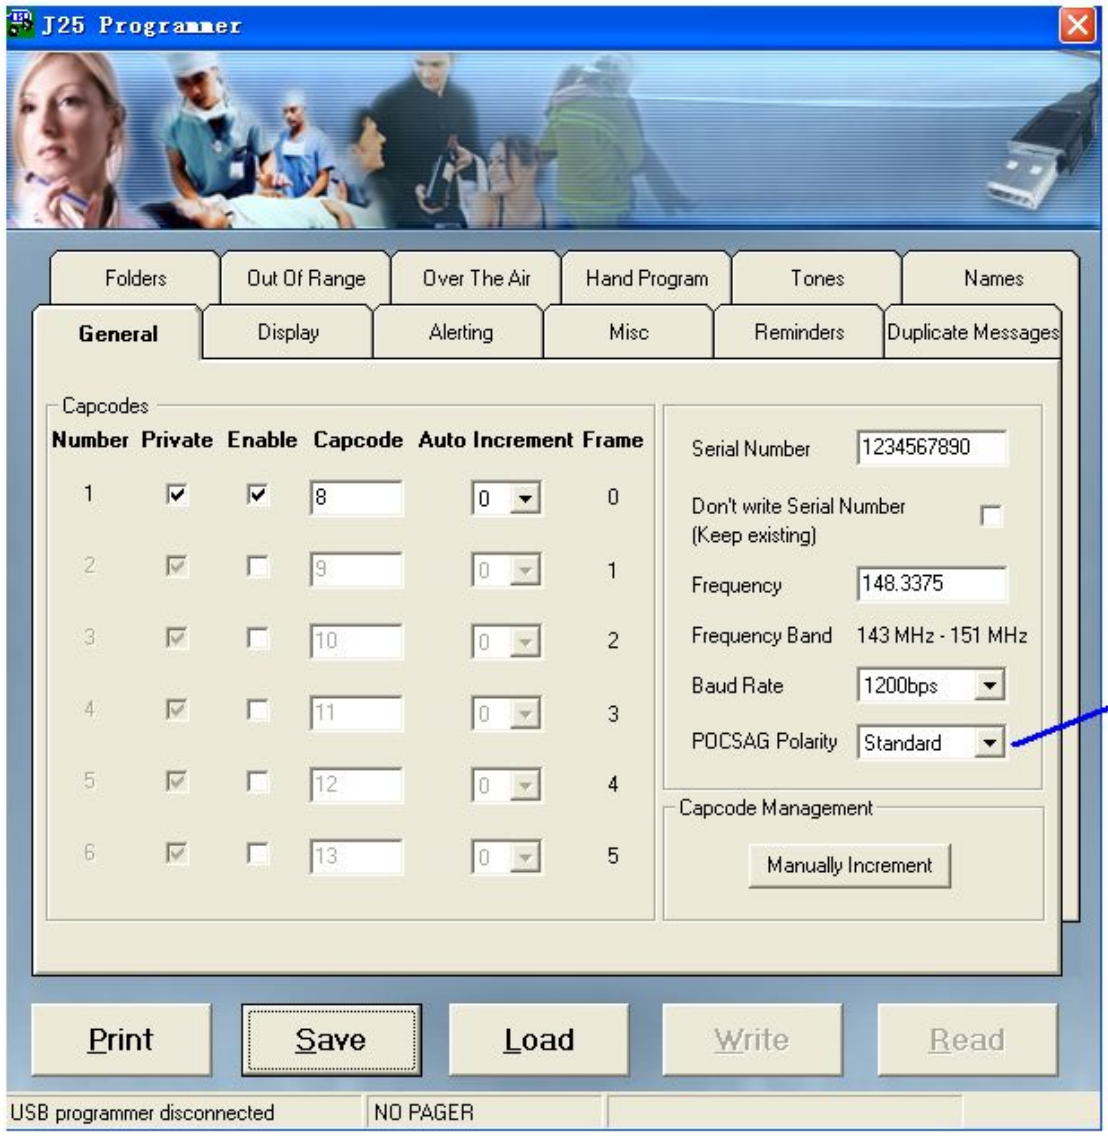 J25 Programmer
Folders Out Of Range Over The Air Hand Program Tones Names
General Display Alerting Misc Reminders Duplicate Messages
Capcodes
Number Private Enable Capcode Auto Increment Frame
1 8 0 0
2 9 0 1
3 10 0 2
4 11 0 3
5 12 0 4
6 13 0 5
Serial Number 1234567890
Don't write Serial Number
(Keep existing)
Frequency 148.3375
Frequency Band 143 MHz - 151 MHz
Baud Rate 1200bps
POCSAG Polarity Standard
Capcode Management
Manually Increment
Print Save Load Write Read
USB programmer disconnected NO PAGER